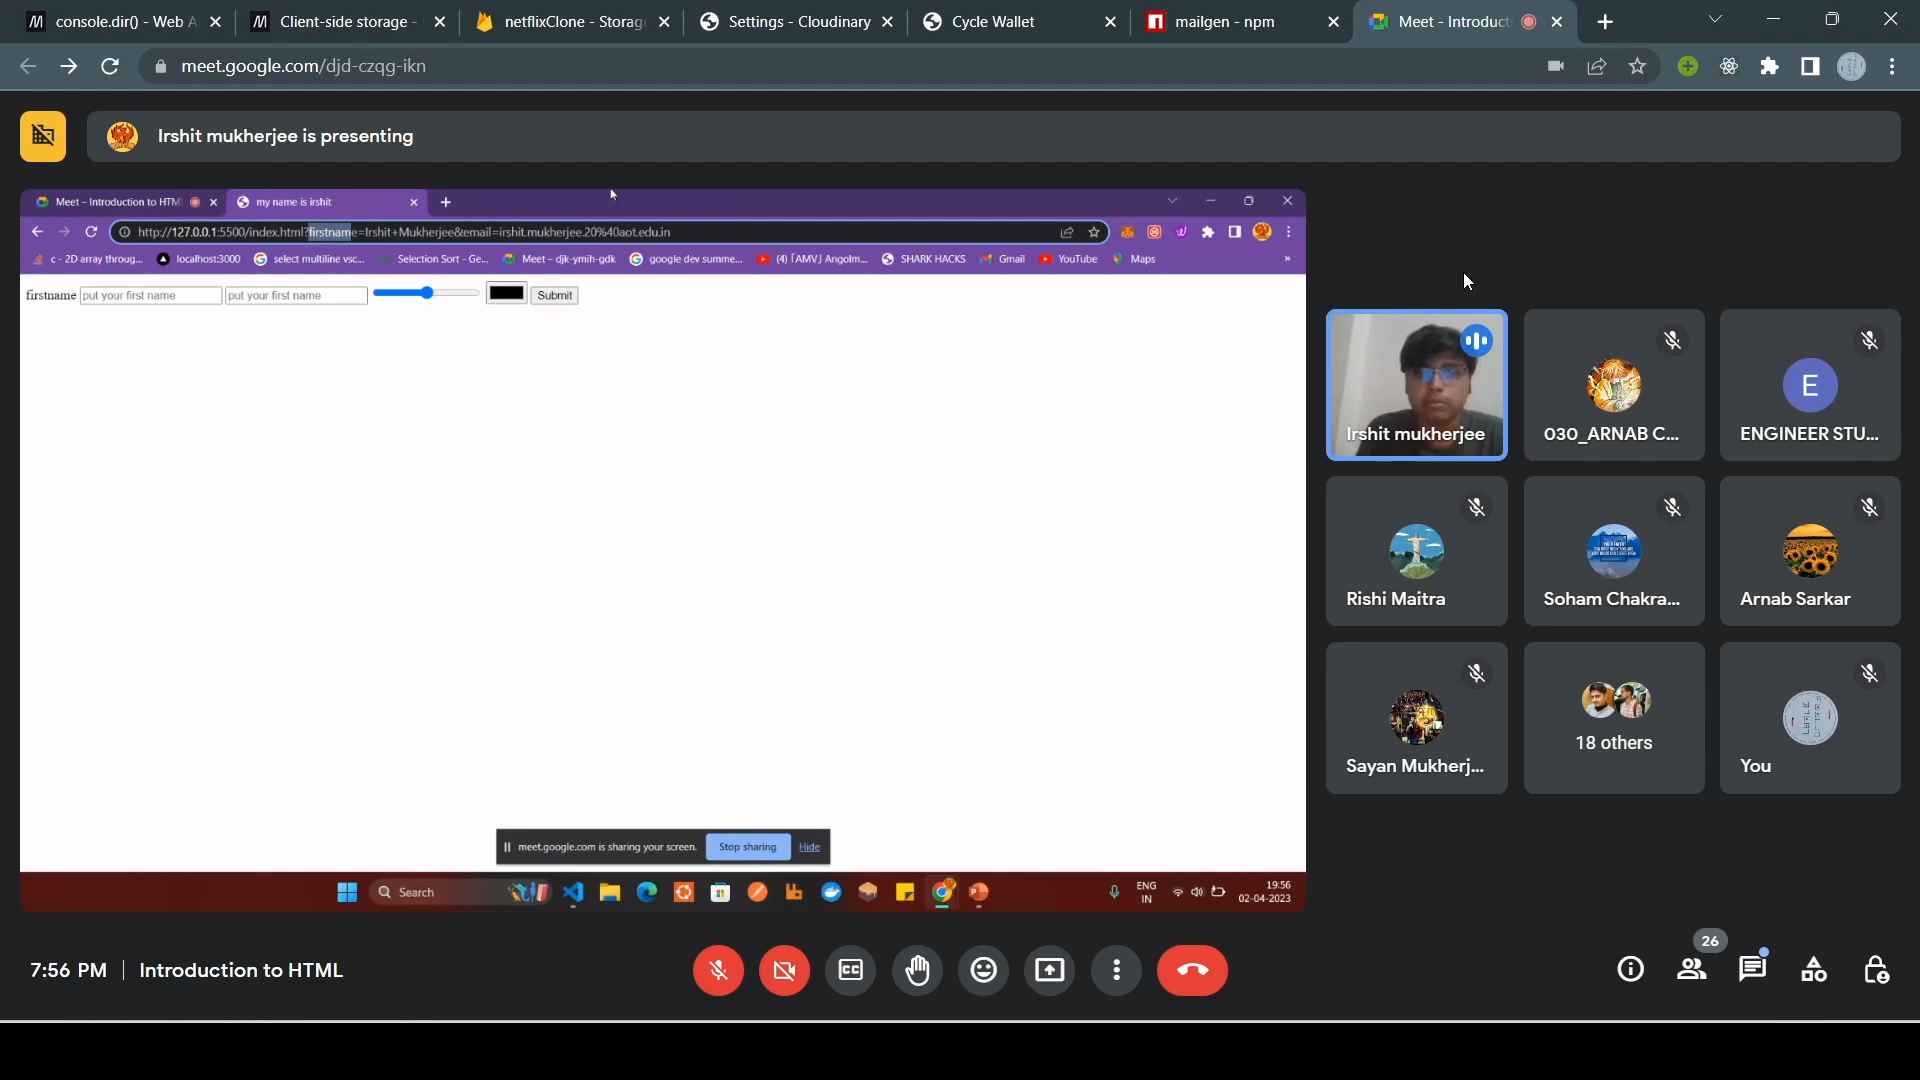 console.dir() - Web A
Client-side storage -
netflixClone - Storage
Settings - Cloudinary
Cycle Wallet
mailgen - npm
Meet - Introduct
meet.google.com/djd-czqg-ikn
Irshit mukherjee is presenting
Meet – Introduction to HTM
my name is irshit
http://127.0.0.1:5500/index.html?firstname=Irshit+Mukherjee&email=irshit.mukherjee.20%40aot.edu.in
c - 2D array throug...
localhost:3000
select multiline vsc...
Selection Sort - Ge...
Meet – djk-ymih-gdk
google dev summe...
(4) 「AMV」 Angolm...
SHARK HACKS
Gmail
YouTube
Maps
»
firstname put your first name put your first name Submit
Irshit mukherjee
030_ARNAB C...
E
ENGINEER STU...
Rishi Maitra
Soham Chakra...
Arnab Sarkar
Sayan Mukherj...
18 others
You
meet.google.com is sharing your screen. Stop sharing Hide
Search
ENG
IN
19:56
02-04-2023
7:56 PM | Introduction to HTML
26